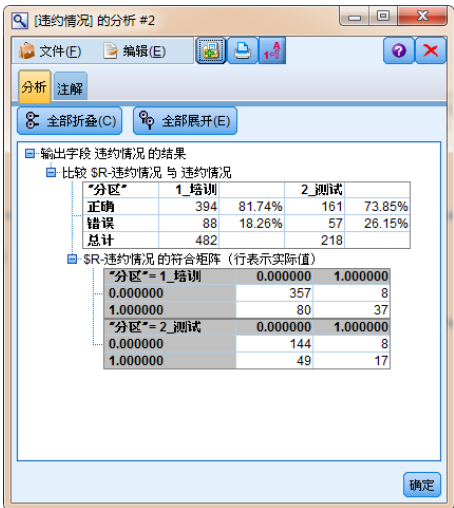 [违约情况] 的分析 #2
文件(F) 编辑(E)
分析 注解
全部折叠(C) 全部展开(E)
输出字段 违约情况 的结果
比较 $R-违约情况 与 违约情况
"分区" 1_培训 2_测试
正确 394 81.74% 161 73.85%
错误 88 18.26% 57 26.15%
总计 482 218
$R-违约情况 的符合矩阵（行表示实际值）
"分区"= 1_培训 0.000000 1.000000
0.000000 357 8
1.000000 80 37
"分区"= 2_测试 0.000000 1.000000
0.000000 144 8
1.000000 49 17
确定